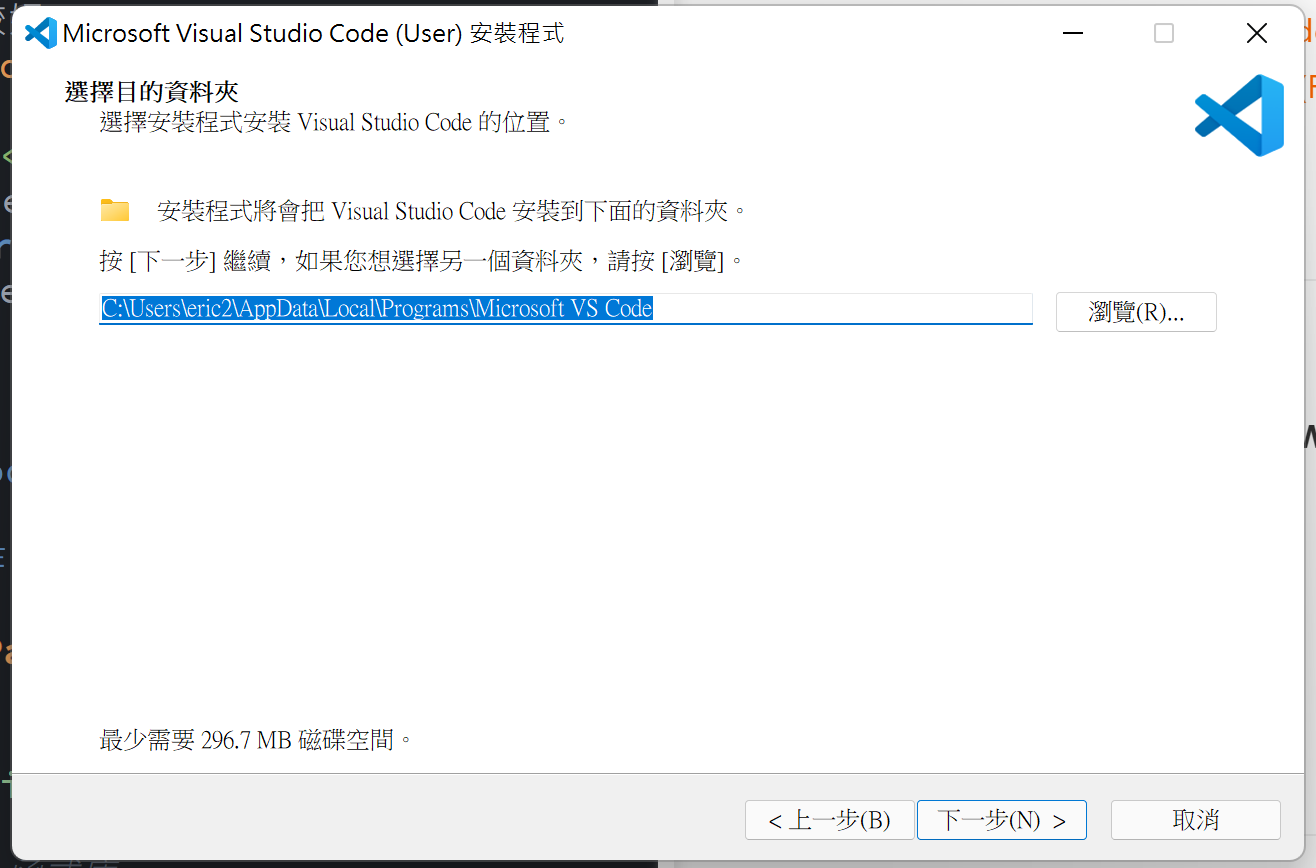 Microsoft Visual Studio Code (User) 安裝程式
選擇目的資料夾
選擇安裝程式安裝 Visual Studio Code 的位置。
安裝程式將會把 Visual Studio Code 安裝到下面的資料夾。
按 [下一步] 繼續，如果您想選擇另一個資料夾，請按 [瀏覽]。
C:\Users\eric2\AppData\Local\Programs\Microsoft VS Code
瀏覽(R)...
最少需要 296.7 MB 磁碟空間。
< 上一步(B)
下一步(N) >
取消